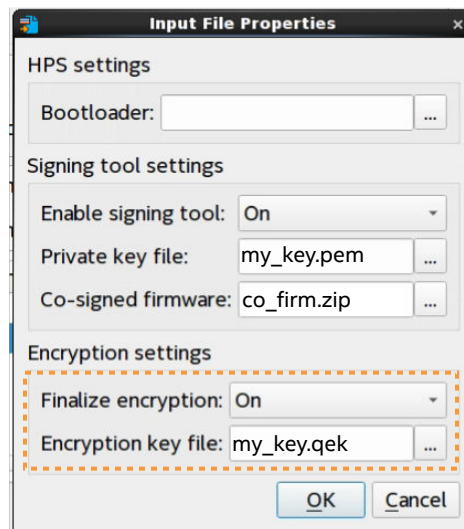 Input File Properties
HPS settings
Bootloader: ...
Signing tool settings
Enable signing tool: On
Private key file: my_key.pem ...
Co-signed firmware: co_firm.zip ...
Encryption settings
Finalize encryption: On
Encryption key file: my_key.qek ...
OK Cancel